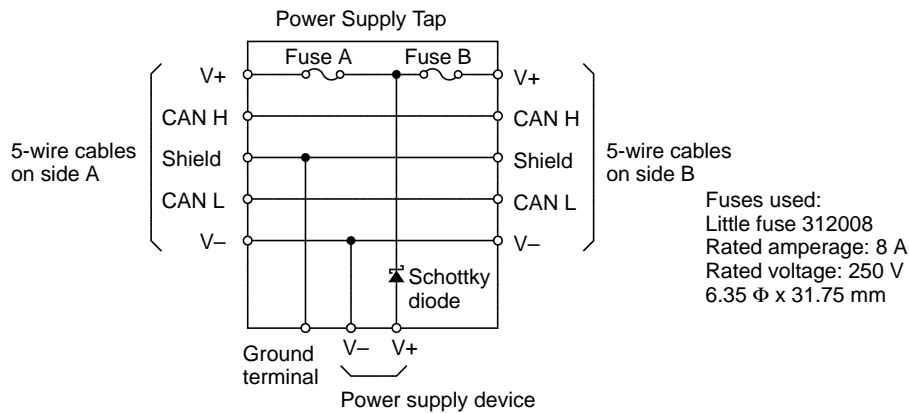 Power Supply Tap
Fuse A
Fuse B
V+
CAN H
Shield
CAN L
V–
5-wire cables
on side A
V+
CAN H
Shield
CAN L
V–
5-wire cables
on side B
Schottky
diode
Ground
terminal
V–
V+
Power supply device
Fuses used:
Little fuse 312008
Rated amperage: 8 A
Rated voltage: 250 V
6.35 Φ x 31.75 mm